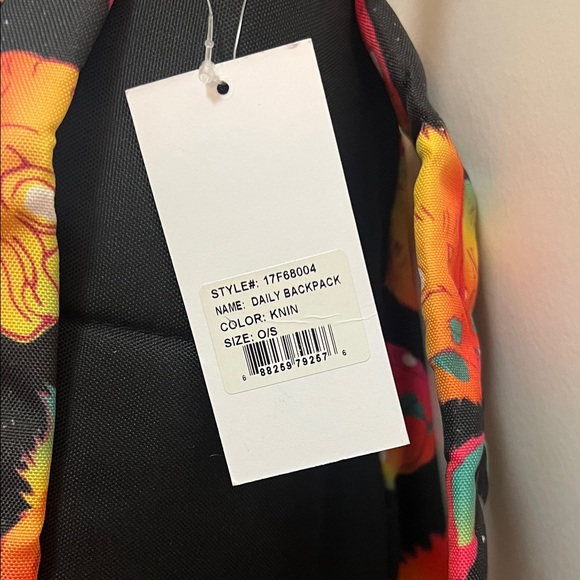 STYLE#: 17F68004
NAME: DAILY BACKPACK
COLOR: KNIN
SIZE: O/S
6 88259 79257 6